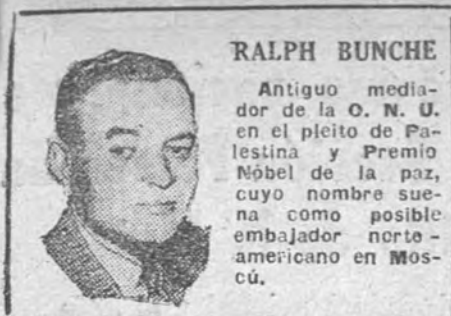 RALPH BUNCHE
Antiguo media-
dor de la O. N. U.
en el pleito de Pa-
lestina y Premio
Nóbel de la paz,
cuyo nombre sue-
na como posible
embajador norte-
americano en Mos-
cú.